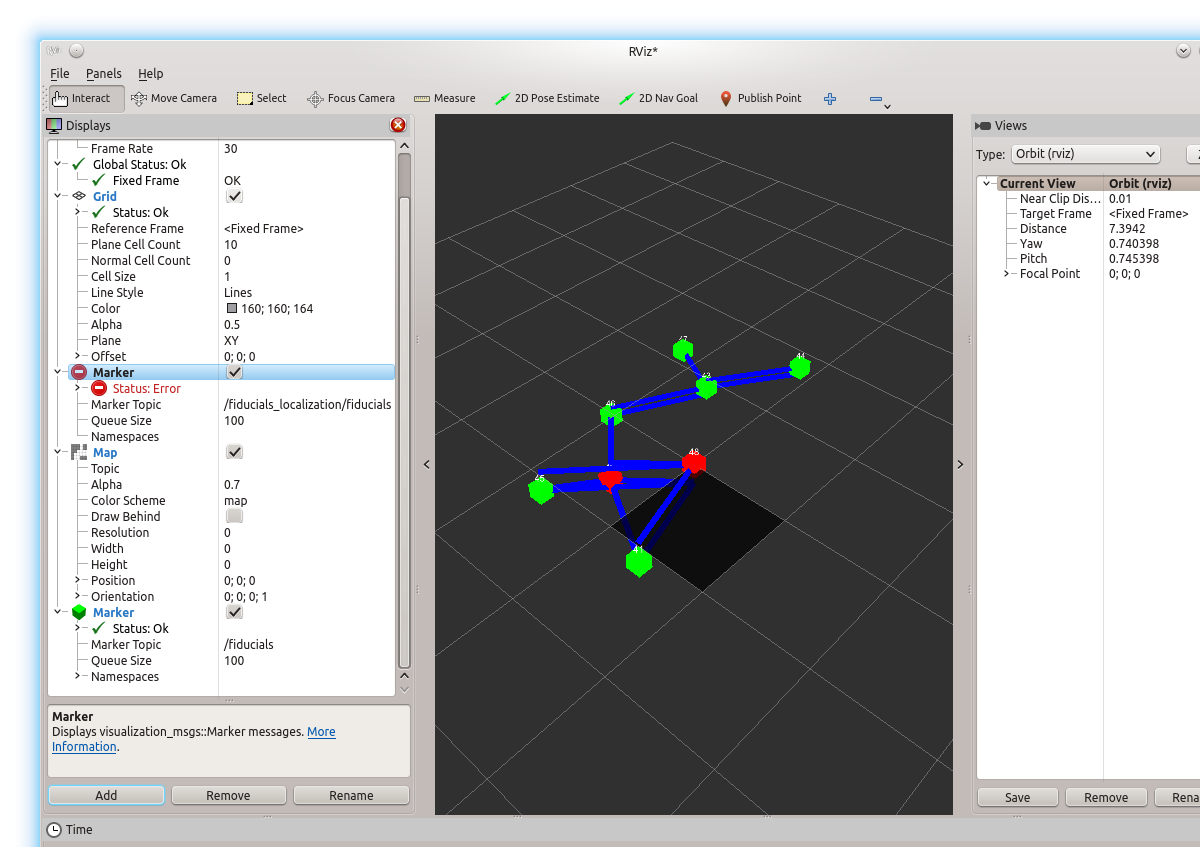 RViz*
File Panels Help
Interact Move Camera Select Focus Camera Measure 2D Pose Estimate 2D Nav Goal Publish Point
Displays
Frame Rate 30
Global Status: Ok
Fixed Frame OK
Grid
Status: Ok
Reference Frame <Fixed Frame>
Plane Cell Count 10
Normal Cell Count 0
Cell Size 1
Line Style Lines
Color 160; 160; 164
Alpha 0.5
Plane XY
Offset 0; 0; 0
Marker
Status: Error
Marker Topic /fiducials_localization/fiducials
Queue Size 100
Namespaces
Map
Topic
Alpha 0.7
Color Scheme map
Draw Behind
Resolution 0
Width 0
Height 0
Position 0; 0; 0
Orientation 0; 0; 0; 1
Marker
Status: Ok
Marker Topic /fiducials
Queue Size 100
Namespaces
Marker
Displays visualization_msgs::Marker messages. More
Information.
Add Remove Rename
Time
46
48
Views
Type: Orbit (rviz)
Current View Orbit (rviz)
Near Clip Dis... 0.01
Target Frame <Fixed Frame>
Distance 7.3942
Yaw 0.740398
Pitch 0.745398
Focal Point 0; 0; 0
Save Remove Rena